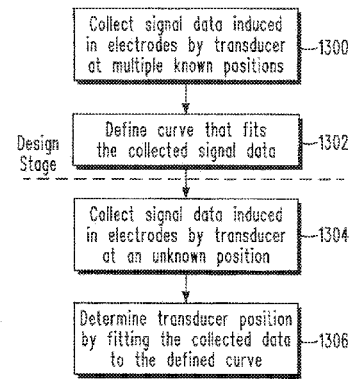 Collect signal data induced
in electrodes by transducer
at multiple known positions
1300
Define curve that fits
the collected signal data
1302
Design
Stage
Collect signal data induced
in electrodes by transducer
at an unknown position
1304
Determine transducer position
by fitting the collected data
to the defined curve
1306